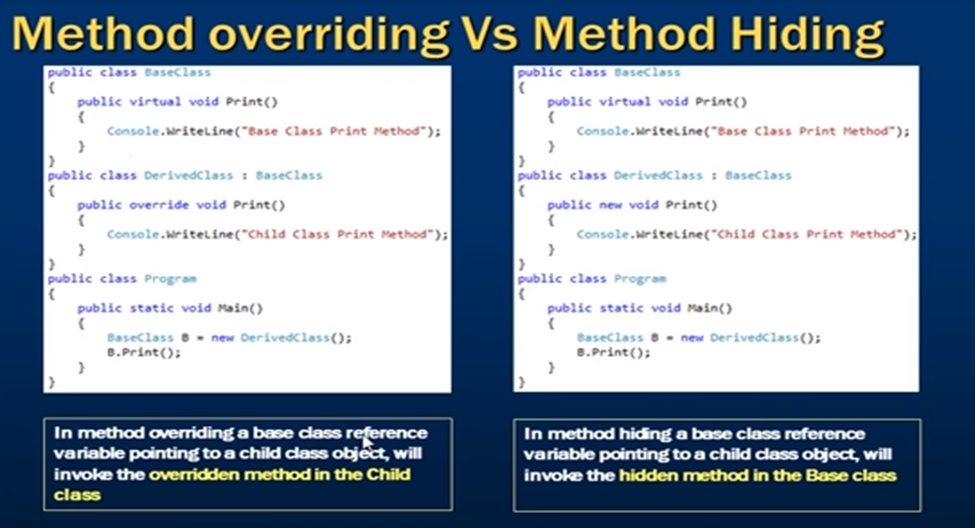 Method overriding Vs Method Hiding
public class BaseClass
{
public virtual void Print()
{
Console.WriteLine("Base Class Print Method");
}
}
public class DerivedClass : BaseClass
{
public override void Print()
{
Console.WriteLine("Child Class Print Method");
}
}
public class Program
{
public static void Main()
{
BaseClass B = new DerivedClass();
B.Print();
}
}
In method overriding a base class reference
variable pointing to a child class object, will
invoke the overridden method in the Child
class
public class BaseClass
{
public virtual void Print()
{
Console.WriteLine("Base Class Print Method");
}
}
public class DerivedClass : BaseClass
{
public new void Print()
{
Console.WriteLine("Child Class Print Method");
}
}
public class Program
{
public static void Main()
{
BaseClass B = new DerivedClass();
B.Print();
}
}
In method hiding a base class reference
variable pointing to a child class object, will
invoke the hidden method in the Base class